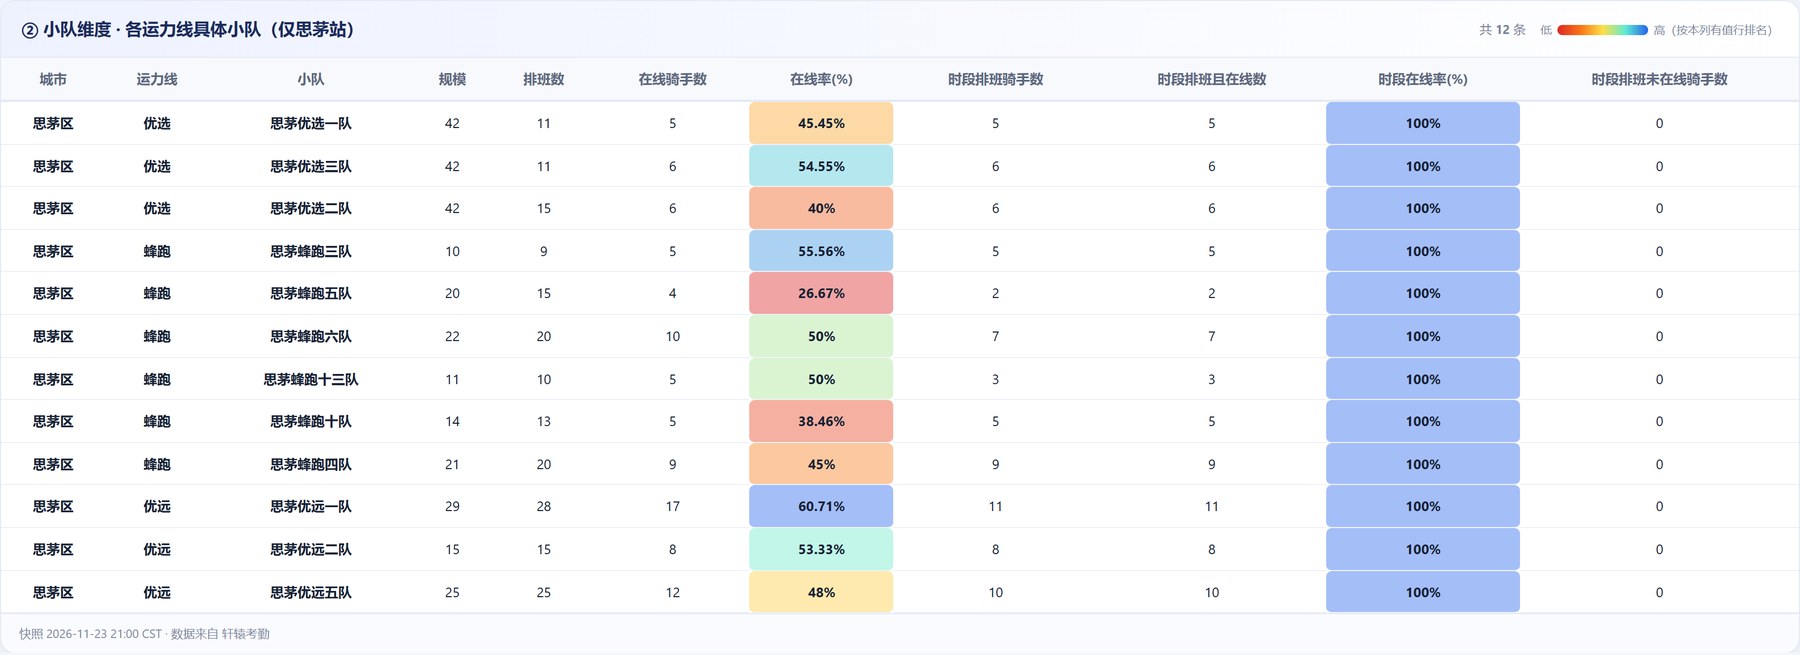 ② 小队维度 · 各运力线具体小队（仅思茅站）
共 12 条 低 高 (按本列有值行排名)
城市 运力线 小队 规模 排班数 在线骑手数 在线率(%) 时段排班骑手数 时段排班且在线数 时段在线率(%) 时段排班未在线骑手数
思茅区 优选 思茅优选一队 42 11 5 45.45% 5 5 100% 0
思茅区 优选 思茅优选三队 42 11 6 54.55% 6 6 100% 0
思茅区 优选 思茅优选二队 42 15 6 40% 6 6 100% 0
思茅区 蜂跑 思茅蜂跑三队 10 9 5 55.56% 5 5 100% 0
思茅区 蜂跑 思茅蜂跑五队 20 15 4 26.67% 2 2 100% 0
思茅区 蜂跑 思茅蜂跑六队 22 20 10 50% 7 7 100% 0
思茅区 蜂跑 思茅蜂跑十三队 11 10 5 50% 3 3 100% 0
思茅区 蜂跑 思茅蜂跑十队 14 13 5 38.46% 5 5 100% 0
思茅区 蜂跑 思茅蜂跑四队 21 20 9 45% 9 9 100% 0
思茅区 优远 思茅优远一队 29 28 17 60.71% 11 11 100% 0
思茅区 优远 思茅优远二队 15 15 8 53.33% 8 8 100% 0
思茅区 优远 思茅优远五队 25 25 12 48% 10 10 100% 0
快照 2026-11-23 21:00 CST · 数据来自 轩辕考勤